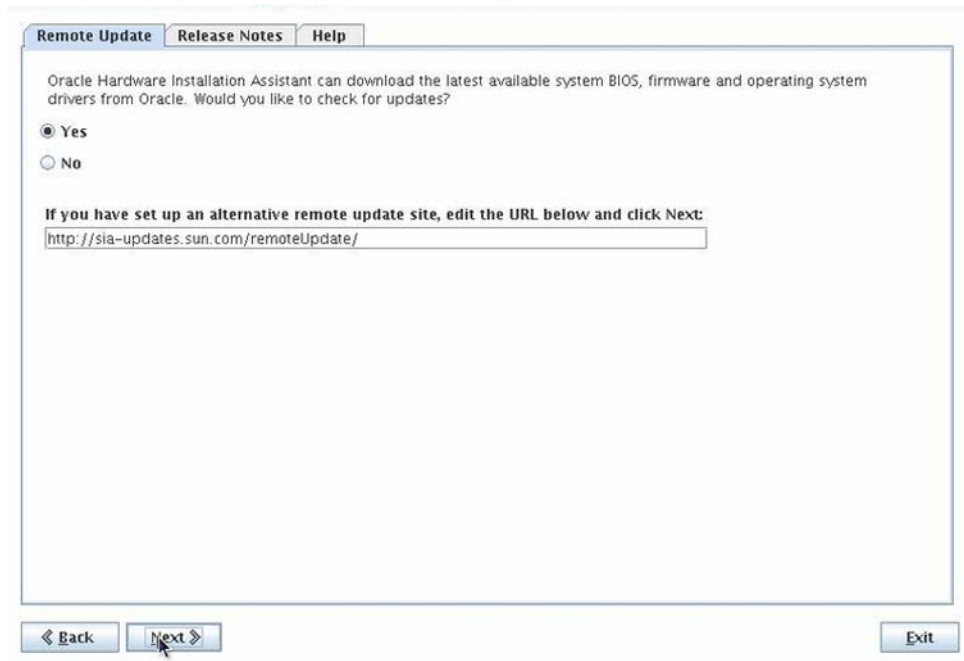 Remote Update Release Notes Help
Oracle Hardware Installation Assistant can download the latest available system BIOS, firmware and operating system
drivers from Oracle. Would you like to check for updates?
Yes
No
If you have set up an alternative remote update site, edit the URL below and click Next:
http://sia-updates.sun.com/remoteUpdate/
Back Next Exit